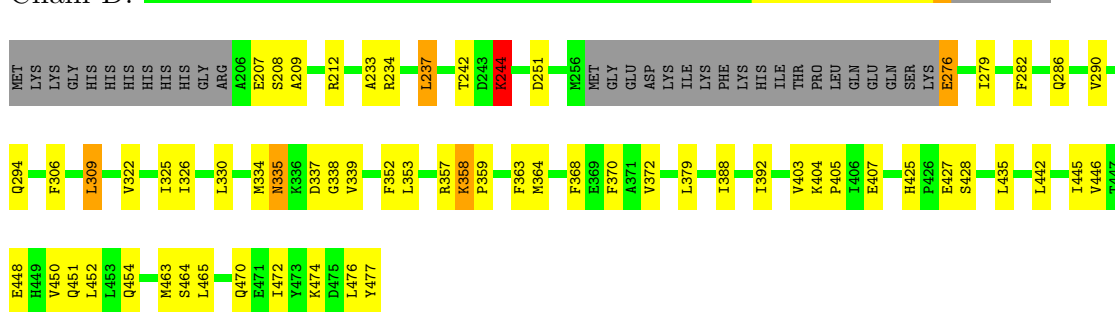 MET LYS LYS GLY HIS HIS HIS HIS HIS HIS GLY ARG A206 E207 S208 A209 R212 A233 R234 L237 T242 D243 K244 D251 M256 MET GLY GLU ASP LYS ILE LYS PHE LYS HIS ILE THR PRO LEU GLN GLU GLN SER LYS E276 I279 F282 Q286 V290
Q294 F306 L309 V322 I325 I326 L330 M334 N335 K336 D337 G338 V339 F352 L353 R357 K358 P359 F363 M364 F368 E369 F370 A371 V372 L379 I388 I392 V403 K404 P405 I406 E407 H425 P426 E427 S428 L435 L442 I445 V446 T447
E448 H449 V450 Q451 L452 L453 Q454 M463 S464 L465 Q470 E471 I472 Y473 K474 D475 L476 Y477